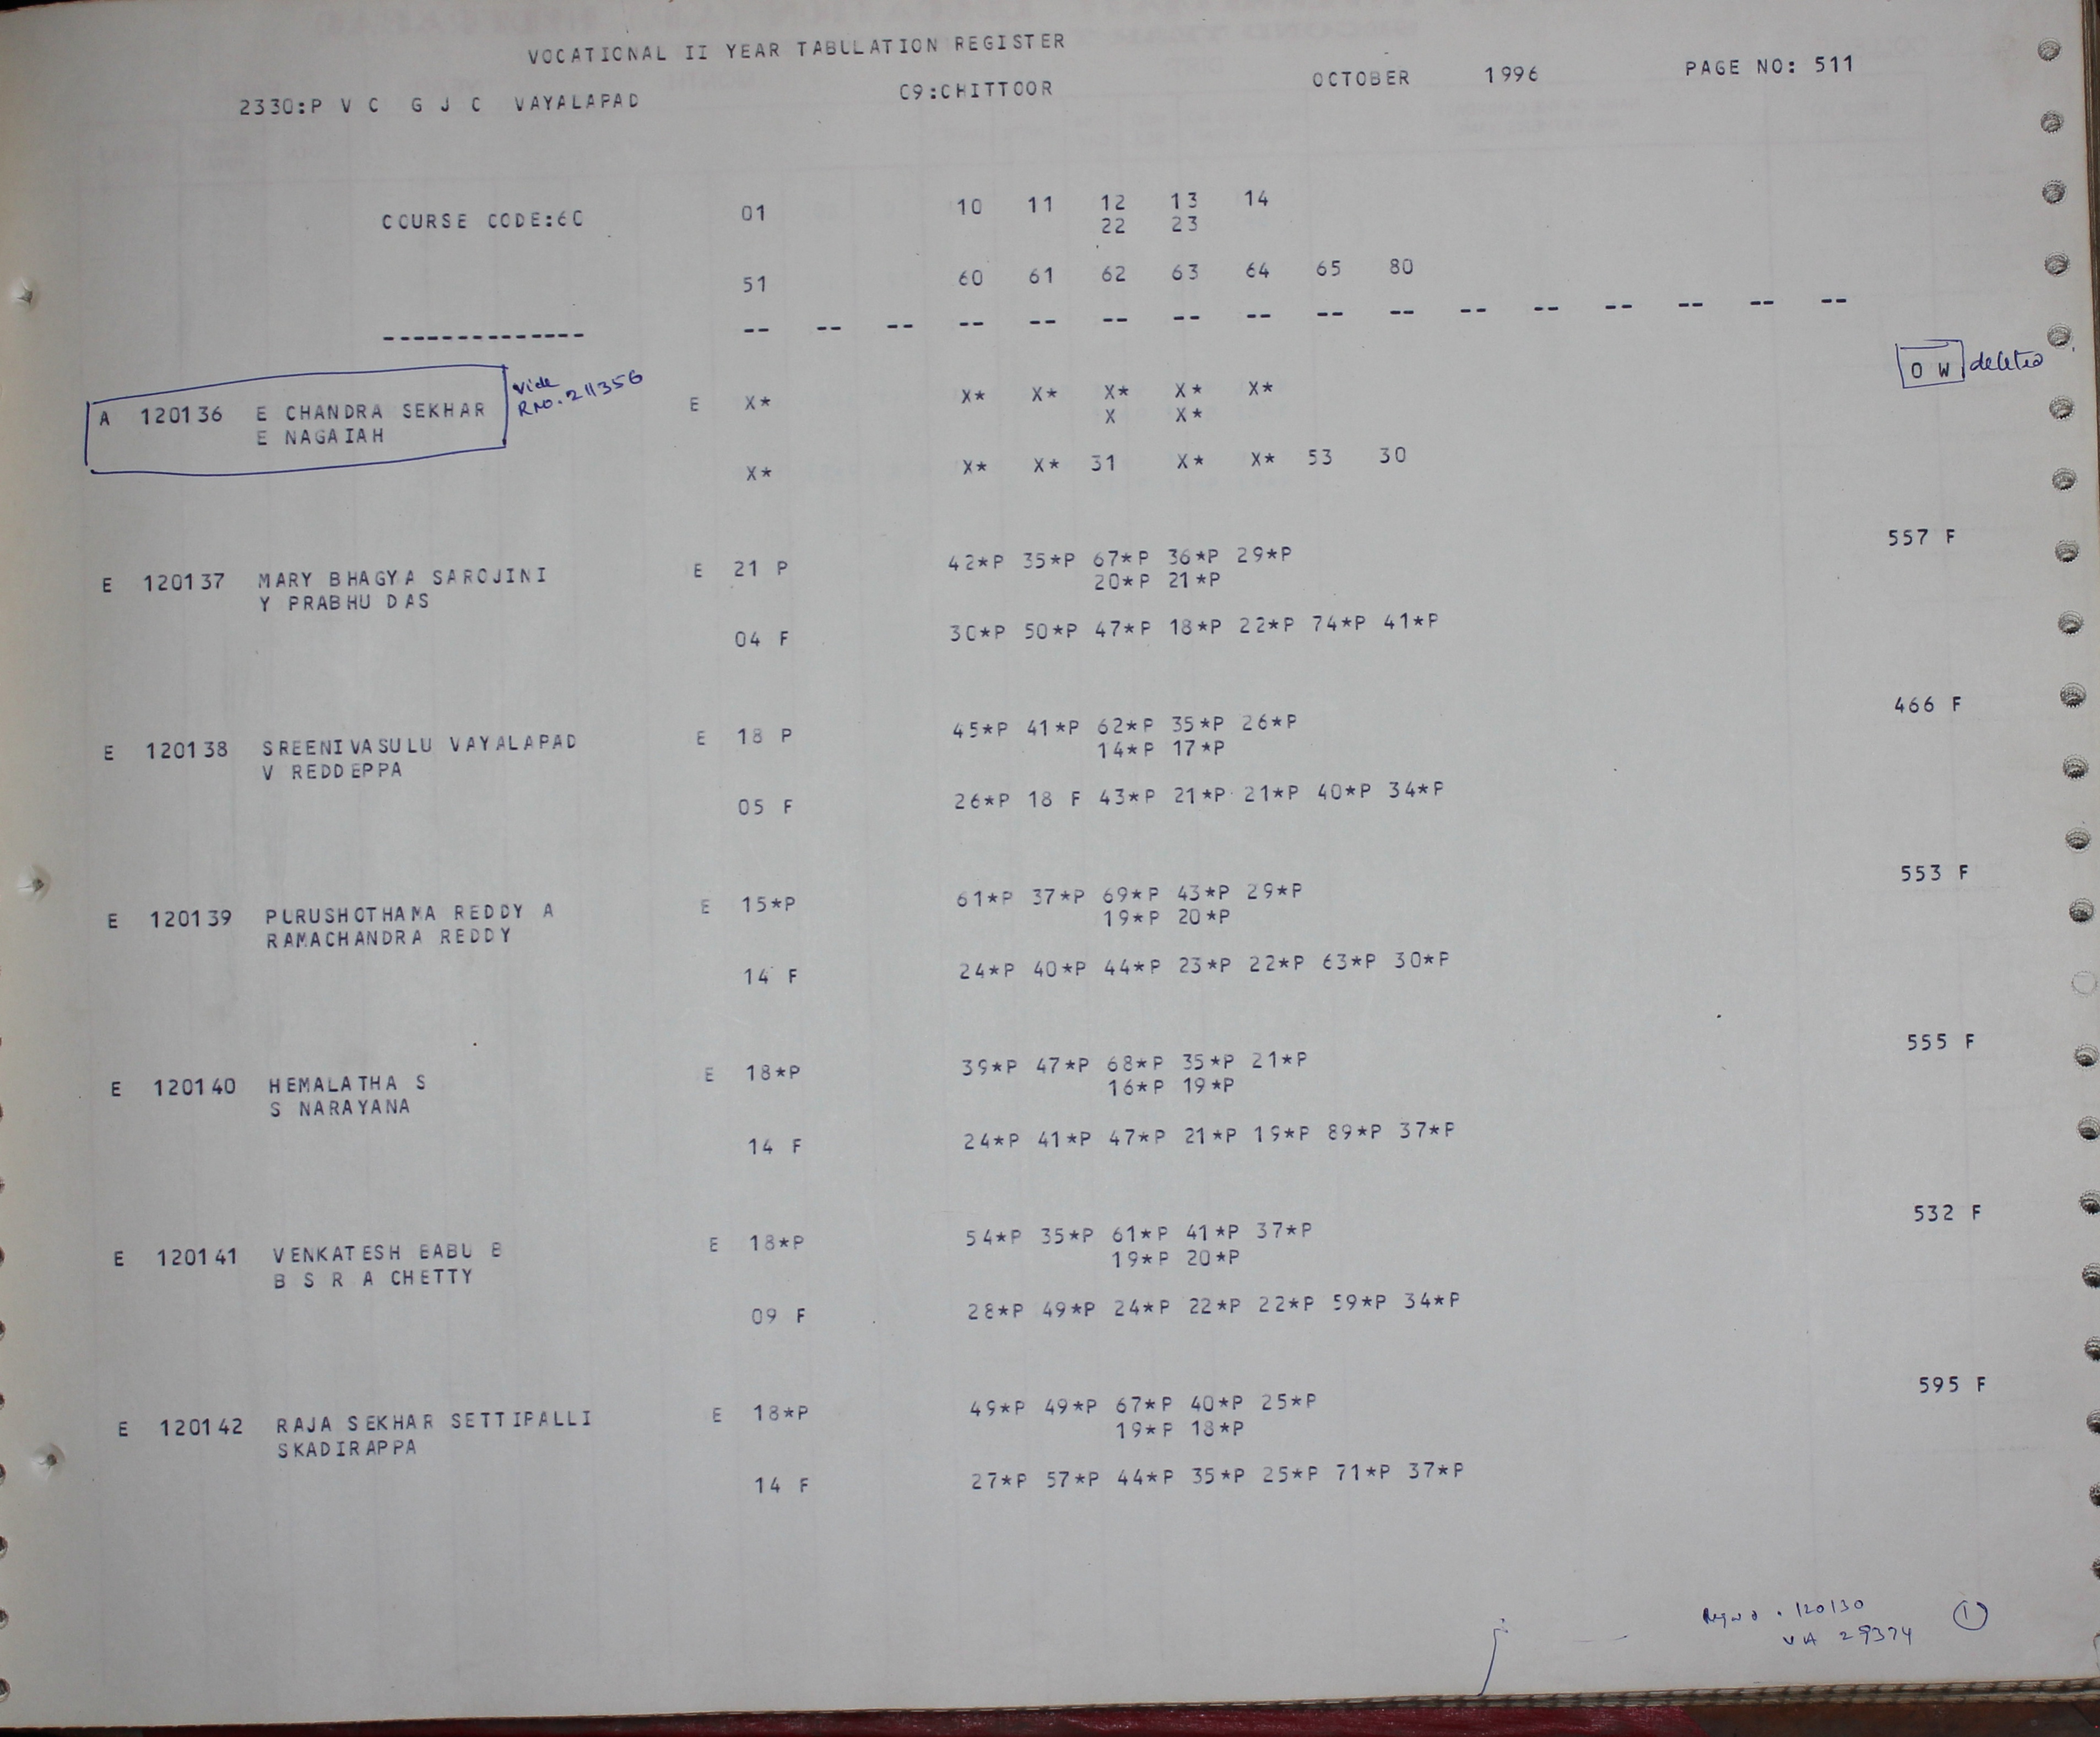 VOCATIONAL II YEAR TABULATION REGISTER
2330:P V C G J C VAYALAPAD C9:CHITTOOR OCTOBER 1996 PAGE NO: 511
COURSE CODE:6C 01 10 11 12 13 14
22 23
51 60 61 62 63 64 65 80
-------------- -- -- -- -- -- -- -- -- -- -- -- -- -- -- -- --
A 120136 E CHANDRA SEKHAR Vide R.No. 211356 E X* X* X* X* X* X* O W deleted
E NAGAIAH X X*
X* X* X* 31 X* X* 53 30
E 120137 MARY BHAGYA SAROJINI E 21 P 42*P 35*P 67*P 36*P 29*P 557 F
Y PRABHU DAS 20*P 21*P
04 F 30*P 50*P 47*P 18*P 22*P 74*P 41*P
E 120138 SREENIVASULU VAYALAPAD E 18 P 45*P 41*P 62*P 35*P 26*P 466 F
V REDDEPPA 14*P 17*P
05 F 26*P 18 F 43*P 21*P 21*P 40*P 34*P
E 120139 PURUSHOTHAMA REDDY A E 15*P 61*P 37*P 69*P 43*P 29*P 553 F
RAMACHANDRA REDDY 19*P 20*P
14 F 24*P 40*P 44*P 23*P 22*P 63*P 30*P
E 120140 HEMALATHA S E 18*P 39*P 47*P 68*P 35*P 21*P 555 F
S NARAYANA 16*P 19*P
14 F 24*P 41*P 47*P 21*P 19*P 89*P 37*P
E 120141 VENKATESH BABU B E 18*P 54*P 35*P 61*P 41*P 37*P 532 F
B S R A CHETTY 19*P 20*P
09 F 28*P 49*P 24*P 22*P 22*P 59*P 34*P
E 120142 RAJA SEKHAR SETTIPALLI E 18*P 49*P 49*P 67*P 40*P 25*P 595 F
SKADIRAPPA 19*P 18*P
14 F 27*P 57*P 44*P 35*P 25*P 71*P 37*P
120130 1
29374